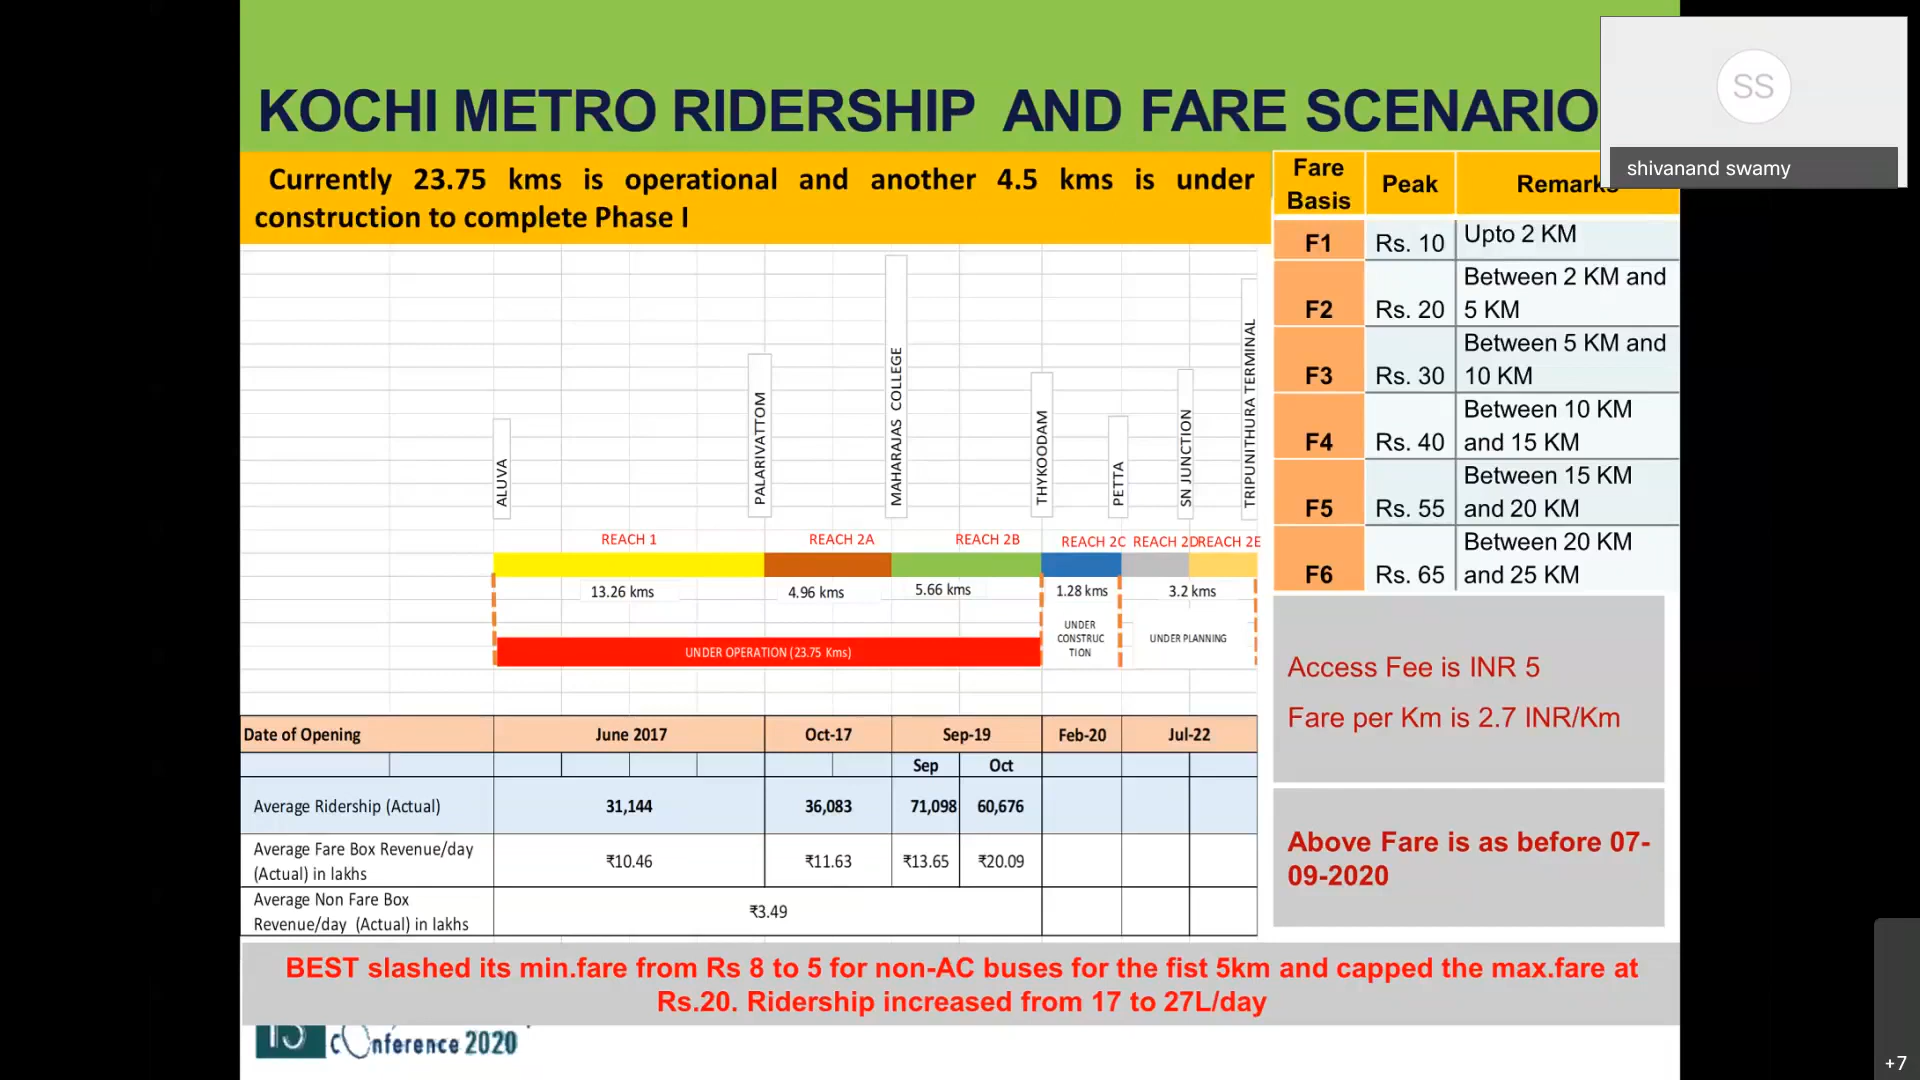 KOCHI METRO RIDERSHIP AND FARE SCENARIO
SS
shivanand swamy
Currently 23.75 kms is operational and another 4.5 kms is under
construction to complete Phase I
Fare Basis Peak Remarks
F1 Rs. 10 Upto 2 KM
F2 Rs. 20 Between 2 KM and 5 KM
F3 Rs. 30 Between 5 KM and 10 KM
F4 Rs. 40 Between 10 KM and 15 KM
F5 Rs. 55 Between 15 KM and 20 KM
F6 Rs. 65 Between 20 KM and 25 KM
ALUVA
PALARIVATTOM
MAHARAJAS COLLEGE
THYKOODAM
PETTA
SN JUNCTION
TRIPUNITHURA TERMINAL
REACH 1 REACH 2A REACH 2B REACH 2C REACH 2D REACH 2E
13.26 kms 4.96 kms 5.66 kms 1.28 kms 3.2 kms
UNDER OPERATION (23.75 Kms)
UNDER
CONSTRUC
TION
UNDER PLANNING
Access Fee is INR 5
Fare per Km is 2.7 INR/Km
Above Fare is as before 07-
09-2020
Date of Opening June 2017 Oct-17 Sep-19 Feb-20 Jul-22
Sep Oct
Average Ridership (Actual) 31,144 36,083 71,098 60,676
Average Fare Box Revenue/day
(Actual) in lakhs ₹10.46 ₹11.63 ₹13.65 ₹20.09
Average Non Fare Box
Revenue/day (Actual) in lakhs ₹3.49
BEST slashed its min.fare from Rs 8 to 5 for non-AC buses for the fist 5km and capped the max.fare at
Rs.20. Ridership increased from 17 to 27L/day
Conference 2020
+7